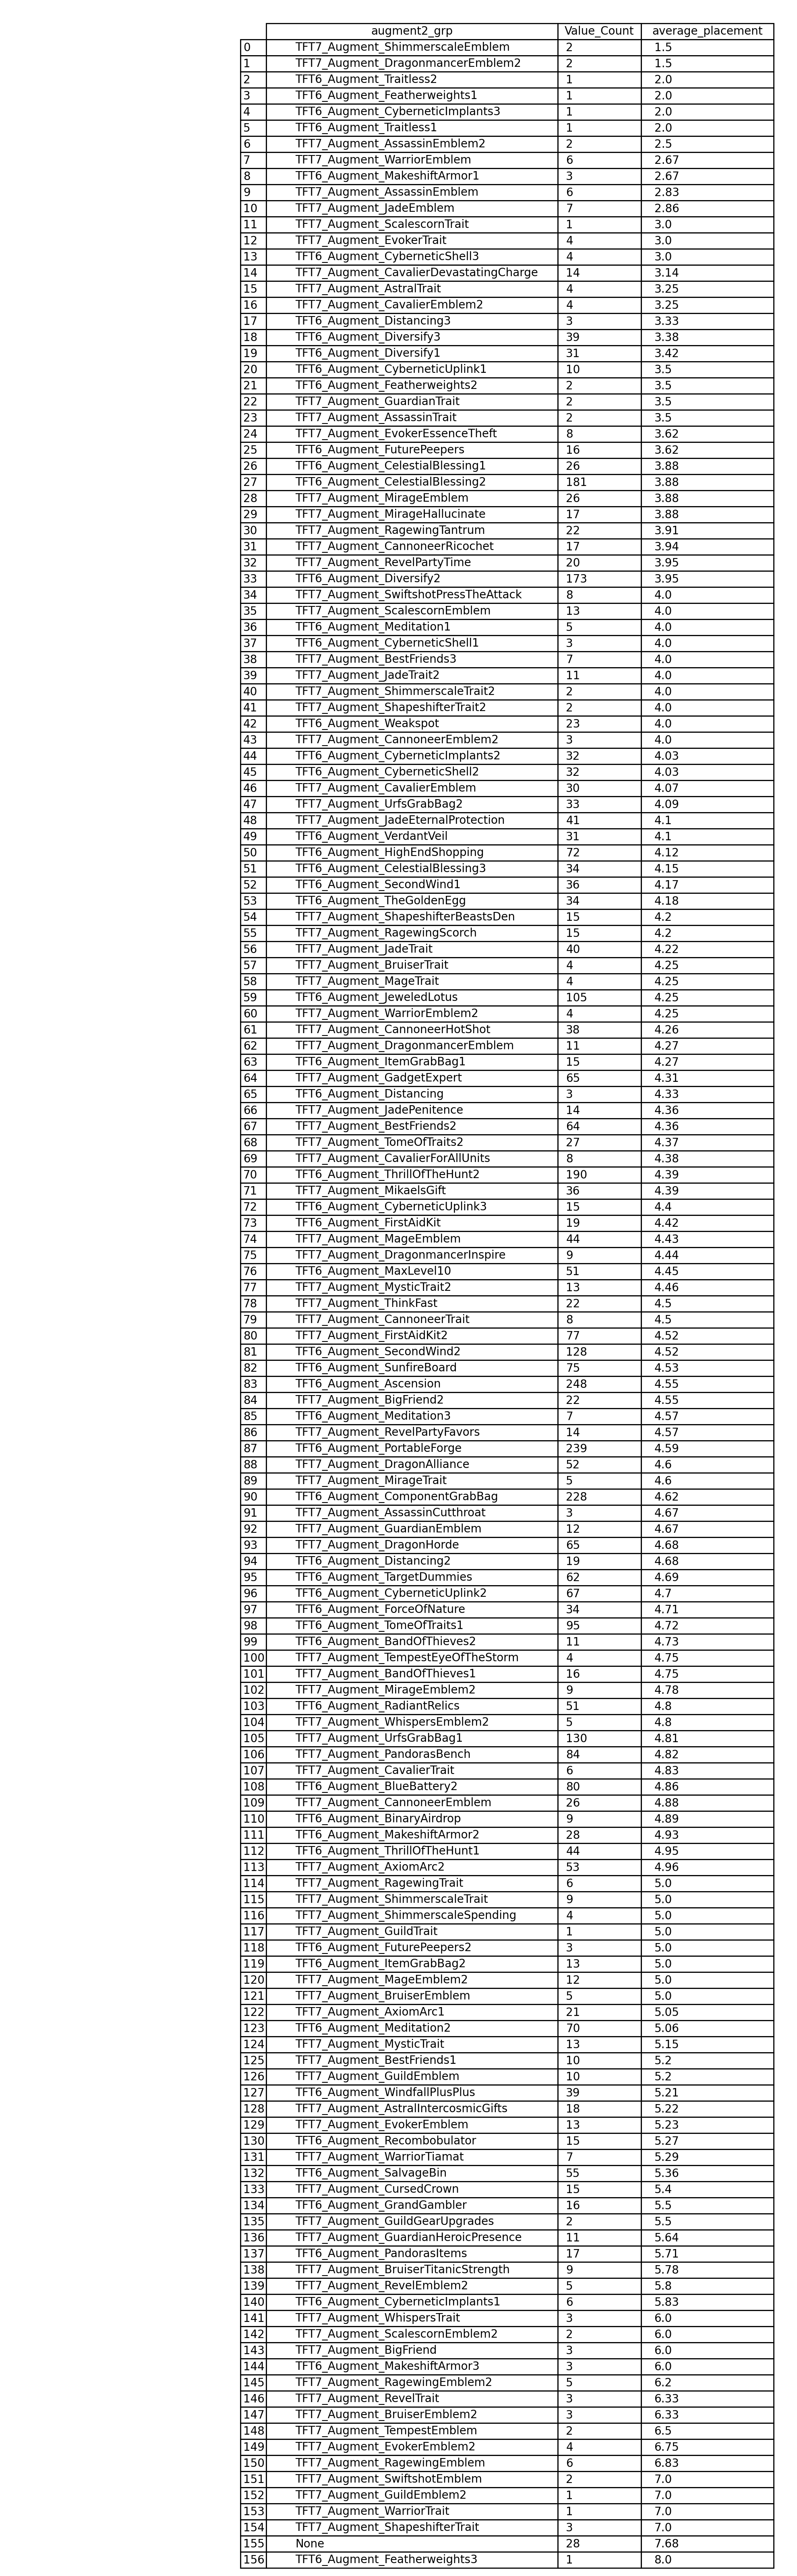 augment2_grp Value_Count average_placement
0 TFT7_Augment_ShimmerscaleEmblem 2 1.5
1 TFT7_Augment_DragonmancerEmblem2 2 1.5
2 TFT6_Augment_Traitless2 1 2.0
3 TFT6_Augment_Featherweights1 1 2.0
4 TFT6_Augment_CyberneticImplants3 1 2.0
5 TFT6_Augment_Traitless1 1 2.0
6 TFT7_Augment_AssassinEmblem2 2 2.5
7 TFT7_Augment_WarriorEmblem 6 2.67
8 TFT6_Augment_MakeshiftArmor1 3 2.67
9 TFT7_Augment_AssassinEmblem 6 2.83
10 TFT7_Augment_JadeEmblem 7 2.86
11 TFT7_Augment_ScalescornTrait 1 3.0
12 TFT7_Augment_EvokerTrait 4 3.0
13 TFT6_Augment_CyberneticShell3 4 3.0
14 TFT7_Augment_CavalierDevastatingCharge 14 3.14
15 TFT7_Augment_AstralTrait 4 3.25
16 TFT7_Augment_CavalierEmblem2 4 3.25
17 TFT6_Augment_Distancing3 3 3.33
18 TFT6_Augment_Diversify3 39 3.38
19 TFT6_Augment_Diversify1 31 3.42
20 TFT6_Augment_CyberneticUplink1 10 3.5
21 TFT6_Augment_Featherweights2 2 3.5
22 TFT7_Augment_GuardianTrait 2 3.5
23 TFT7_Augment_AssassinTrait 2 3.5
24 TFT7_Augment_EvokerEssenceTheft 8 3.62
25 TFT7_Augment_FuturePeepers 16 3.62
26 TFT6_Augment_CelestialBlessing1 26 3.88
27 TFT6_Augment_CelestialBlessing2 181 3.88
28 TFT7_Augment_MirageEmblem 26 3.88
29 TFT7_Augment_MirageHallucinate 17 3.88
30 TFT7_Augment_RagewingTantrum 22 3.91
31 TFT7_Augment_CannoneerRicochet 17 3.94
32 TFT7_Augment_RevelPartyTime 20 3.95
33 TFT6_Augment_Diversify2 173 3.95
34 TFT7_Augment_SwiftshotPressTheAttack 8 4.0
35 TFT7_Augment_ScalescornEmblem 13 4.0
36 TFT6_Augment_Meditation1 5 4.0
37 TFT6_Augment_CyberneticShell1 3 4.0
38 TFT7_Augment_BestFriends3 7 4.0
39 TFT7_Augment_JadeTrait2 11 4.0
40 TFT7_Augment_ShimmerscaleTrait2 2 4.0
41 TFT7_Augment_ShapeshifterTrait2 2 4.0
42 TFT6_Augment_Weakspot 23 4.0
43 TFT7_Augment_CannoneerEmblem2 3 4.0
44 TFT6_Augment_CyberneticImplants2 32 4.03
45 TFT6_Augment_CyberneticShell2 32 4.03
46 TFT7_Augment_CavalierEmblem 30 4.07
47 TFT7_Augment_UrfsGrabBag2 33 4.09
48 TFT7_Augment_JadeEternalProtection 41 4.1
49 TFT6_Augment_VerdantVeil 31 4.1
50 TFT6_Augment_HighEndShopping 72 4.12
51 TFT6_Augment_CelestialBlessing3 34 4.15
52 TFT6_Augment_SecondWind1 36 4.17
53 TFT6_Augment_TheGoldenEgg 34 4.18
54 TFT7_Augment_ShapeshifterBeastsDen 15 4.2
55 TFT7_Augment_RagewingScorch 15 4.2
56 TFT7_Augment_JadeTrait 40 4.22
57 TFT7_Augment_BruiserTrait 4 4.25
58 TFT7_Augment_MageTrait 4 4.25
59 TFT6_Augment_JeweledLotus 105 4.25
60 TFT7_Augment_WarriorEmblem2 4 4.25
61 TFT7_Augment_CannoneerHotShot 38 4.26
62 TFT7_Augment_DragonmancerEmblem 11 4.27
63 TFT6_Augment_ItemGrabBag1 15 4.27
64 TFT7_Augment_GadgetExpert 65 4.31
65 TFT6_Augment_Distancing 3 4.33
66 TFT7_Augment_JadePenitence 14 4.36
67 TFT7_Augment_BestFriends2 64 4.36
68 TFT6_Augment_TomeOfTraits2 27 4.37
69 TFT7_Augment_CavalierForAllUnits 8 4.38
70 TFT6_Augment_ThrillOfTheHunt2 190 4.39
71 TFT7_Augment_MikaelsGift 36 4.39
72 TFT6_Augment_CyberneticUplink3 15 4.4
73 TFT6_Augment_FirstAidKit 19 4.42
74 TFT7_Augment_MageEmblem 44 4.43
75 TFT7_Augment_DragonmancerInspire 9 4.44
76 TFT6_Augment_MaxLevel10 51 4.45
77 TFT7_Augment_MysticTrait2 13 4.46
78 TFT7_Augment_ThinkFast 22 4.5
79 TFT7_Augment_CannoneerTrait 8 4.5
80 TFT7_Augment_FirstAidKit2 77 4.52
81 TFT6_Augment_SecondWind2 128 4.52
82 TFT6_Augment_SunfireBoard 75 4.53
83 TFT6_Augment_Ascension 248 4.55
84 TFT7_Augment_BigFriend2 22 4.55
85 TFT6_Augment_Meditation3 7 4.57
86 TFT7_Augment_RevelPartyFavors 14 4.57
87 TFT6_Augment_PortableForge 239 4.59
88 TFT7_Augment_DragonAlliance 52 4.6
89 TFT7_Augment_MirageTrait 5 4.6
90 TFT6_Augment_ComponentGrabBag 228 4.62
91 TFT7_Augment_AssassinCutthroat 3 4.67
92 TFT7_Augment_GuardianEmblem 12 4.67
93 TFT7_Augment_DragonHorde 65 4.68
94 TFT6_Augment_Distancing2 19 4.68
95 TFT6_Augment_TargetDummies 62 4.69
96 TFT6_Augment_CyberneticUplink2 67 4.7
97 TFT6_Augment_ForceOfNature 34 4.71
98 TFT6_Augment_TomeOfTraits1 95 4.72
99 TFT6_Augment_BandOfThieves2 11 4.73
100 TFT7_Augment_TempestEyeOfTheStorm 4 4.75
101 TFT7_Augment_BandOfThieves1 16 4.75
102 TFT7_Augment_MirageEmblem2 9 4.78
103 TFT6_Augment_RadiantRelics 51 4.8
104 TFT7_Augment_WhispersEmblem2 5 4.8
105 TFT7_Augment_UrfsGrabBag1 130 4.81
106 TFT7_Augment_PandorasBench 84 4.82
107 TFT7_Augment_CavalierTrait 6 4.83
108 TFT6_Augment_BlueBattery2 80 4.86
109 TFT7_Augment_CannoneerEmblem 26 4.88
110 TFT6_Augment_BinaryAirdrop 9 4.89
111 TFT6_Augment_MakeshiftArmor2 28 4.93
112 TFT6_Augment_ThrillOfTheHunt1 44 4.95
113 TFT7_Augment_AxiomArc2 53 4.96
114 TFT7_Augment_RagewingTrait 6 5.0
115 TFT7_Augment_ShimmerscaleTrait 9 5.0
116 TFT7_Augment_ShimmerscaleSpending 4 5.0
117 TFT7_Augment_GuildTrait 1 5.0
118 TFT7_Augment_FuturePeepers2 3 5.0
119 TFT6_Augment_ItemGrabBag2 13 5.0
120 TFT7_Augment_MageEmblem2 12 5.0
121 TFT7_Augment_BruiserEmblem 5 5.0
122 TFT7_Augment_AxiomArc1 21 5.05
123 TFT6_Augment_Meditation2 70 5.06
124 TFT7_Augment_MysticTrait 13 5.15
125 TFT7_Augment_BestFriends1 10 5.2
126 TFT7_Augment_GuildEmblem 10 5.2
127 TFT6_Augment_WindfallPlusPlus 39 5.21
128 TFT7_Augment_AstralIntercosmicGifts 18 5.22
129 TFT7_Augment_EvokerEmblem 13 5.23
130 TFT6_Augment_Recombobulator 15 5.27
131 TFT7_Augment_WarriorTiamat 7 5.29
132 TFT6_Augment_SalvageBin 55 5.36
133 TFT7_Augment_CursedCrown 15 5.4
134 TFT6_Augment_GrandGambler 16 5.5
135 TFT7_Augment_GuildGearUpgrades 2 5.5
136 TFT7_Augment_GuardianHeroicPresence 11 5.64
137 TFT6_Augment_PandorasItems 17 5.71
138 TFT7_Augment_BruiserTitanicStrength 9 5.78
139 TFT7_Augment_RevelEmblem2 5 5.8
140 TFT6_Augment_CyberneticImplants1 6 5.83
141 TFT7_Augment_WhispersTrait 3 6.0
142 TFT7_Augment_ScalescornEmblem2 2 6.0
143 TFT7_Augment_BigFriend 3 6.0
144 TFT6_Augment_MakeshiftArmor3 3 6.0
145 TFT7_Augment_RagewingEmblem2 5 6.2
146 TFT7_Augment_RevelTrait 3 6.33
147 TFT7_Augment_BruiserEmblem2 3 6.33
148 TFT7_Augment_TempestEmblem 2 6.5
149 TFT7_Augment_EvokerEmblem2 4 6.75
150 TFT7_Augment_RagewingEmblem 6 6.83
151 TFT7_Augment_SwiftshotEmblem 2 7.0
152 TFT7_Augment_GuildEmblem2 1 7.0
153 TFT7_Augment_WarriorTrait 1 7.0
154 TFT7_Augment_ShapeshifterTrait 3 7.0
155 None 28 7.68
156 TFT6_Augment_Featherweights3 1 8.0